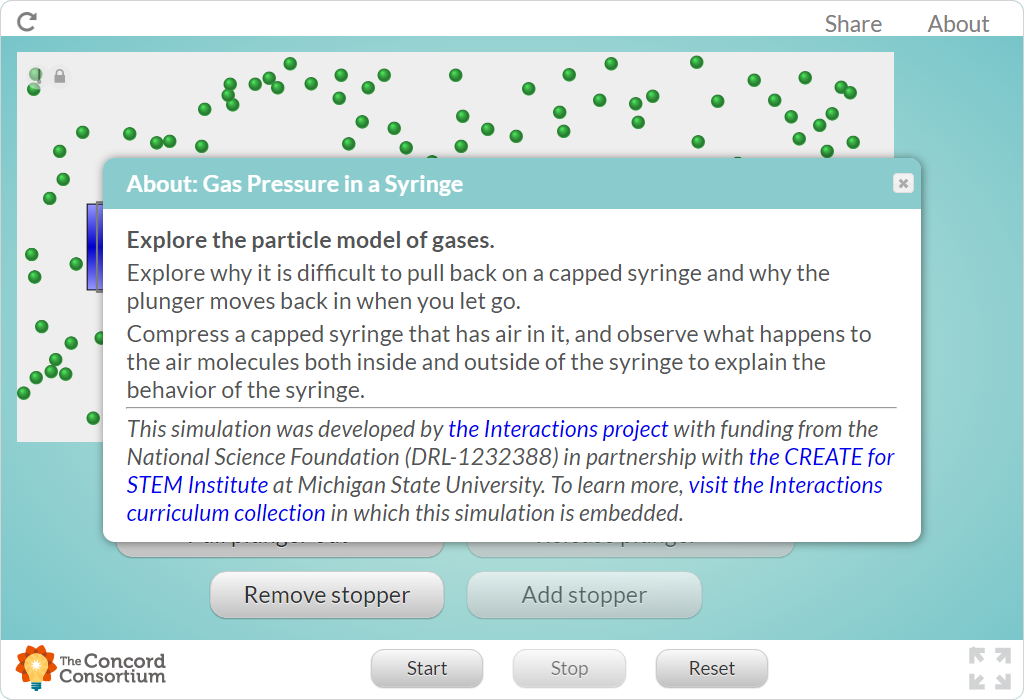 Share About
About: Gas Pressure in a Syringe
Explore the particle model of gases.
Explore why it is difficult to pull back on a capped syringe and why the
plunger moves back in when you let go.
Compress a capped syringe that has air in it, and observe what happens to
the air molecules both inside and outside of the syringe to explain the
behavior of the syringe.
This simulation was developed by the Interactions project with funding from the
National Science Foundation (DRL-1232388) in partnership with the CREATE for
STEM Institute at Michigan State University. To learn more, visit the Interactions
curriculum collection in which this simulation is embedded.
Remove stopper Add stopper
The Concord
Consortium
Start Stop Reset